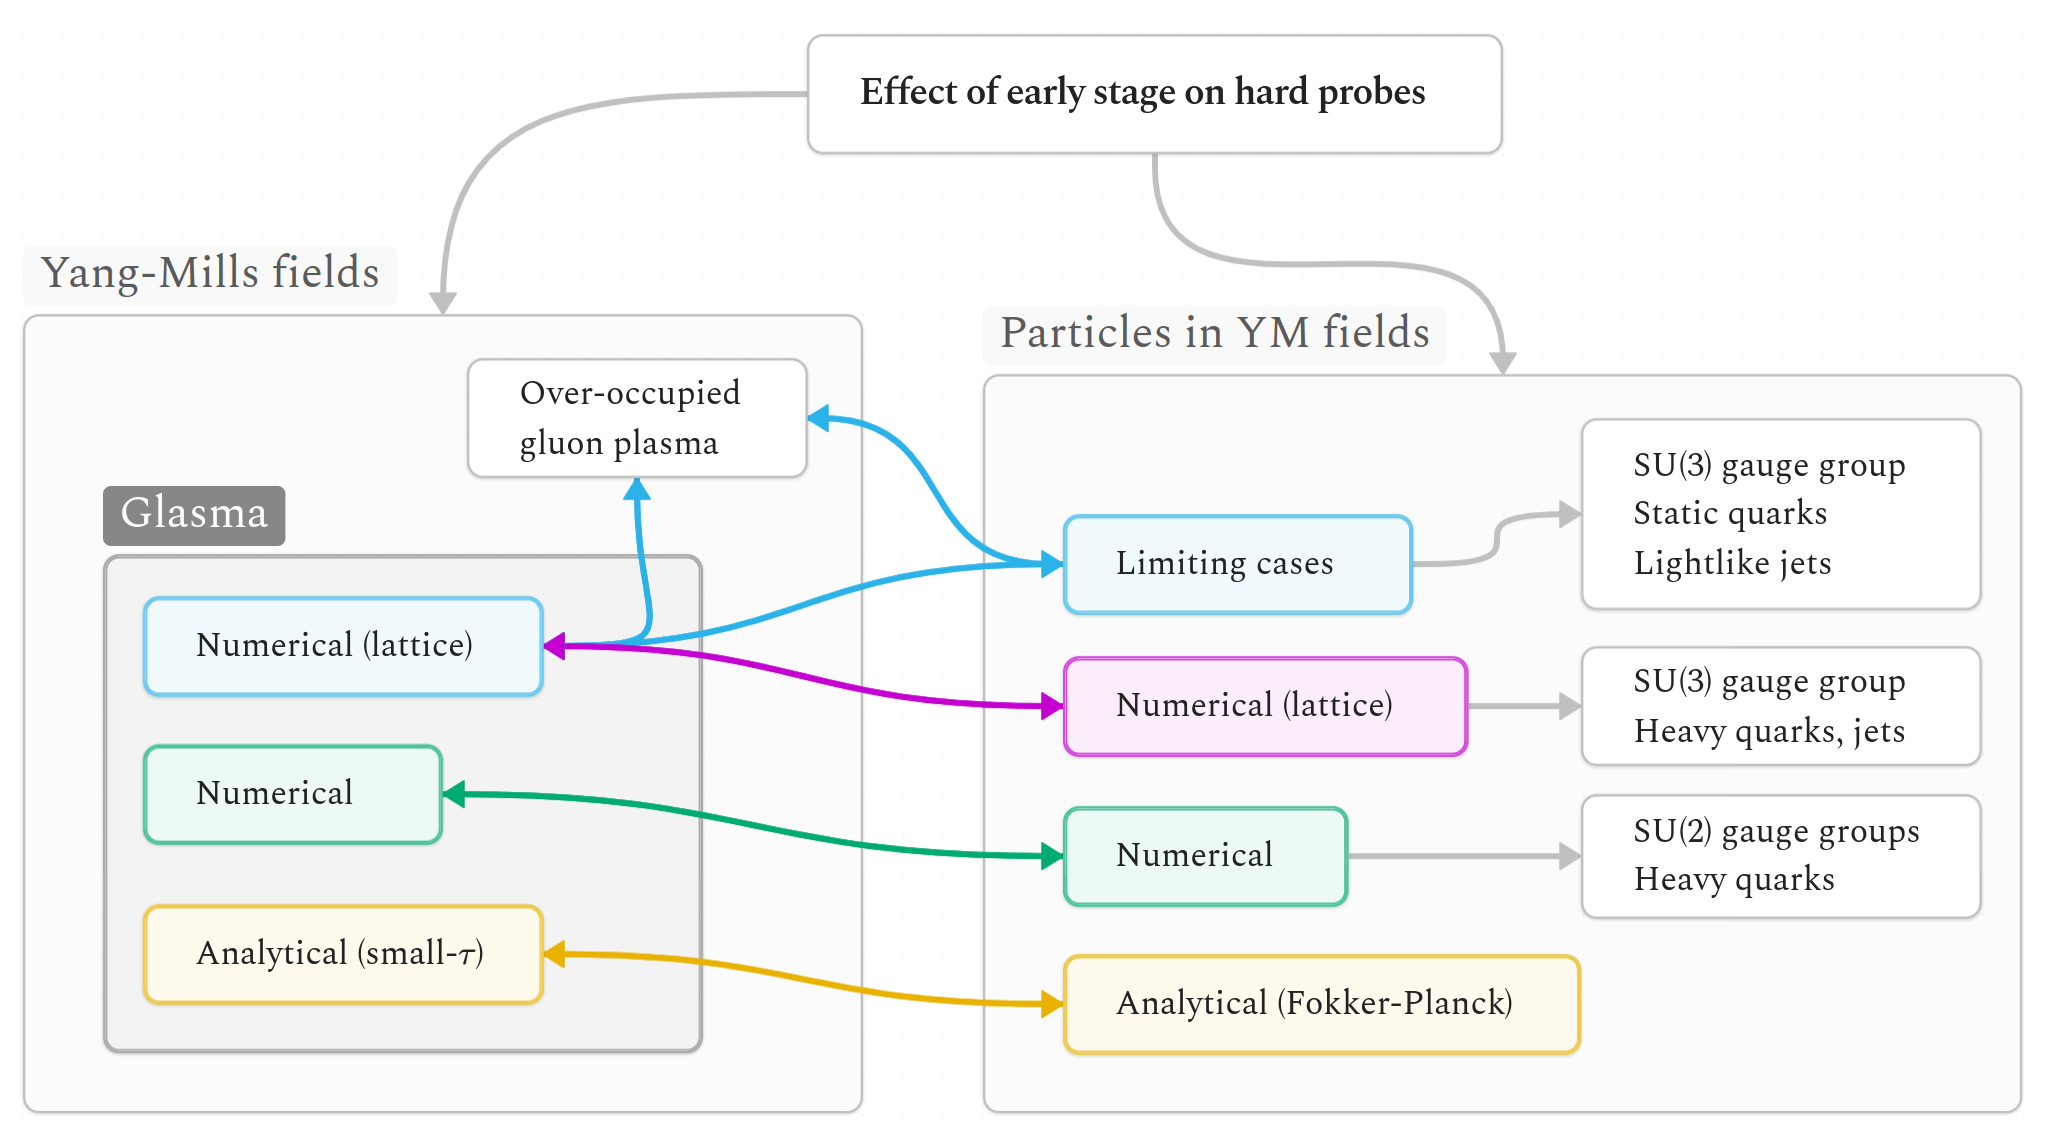 Effect of early stage on hard probes
Yang-Mills fields
Over-occupied
gluon plasma
Glasma
Numerical (lattice)
Numerical
Analytical (small-τ)
Particles in YM fields
Limiting cases
SU(3) gauge group
Static quarks
Lightlike jets
Numerical (lattice)
SU(3) gauge group
Heavy quarks, jets
Numerical
SU(2) gauge groups
Heavy quarks
Analytical (Fokker-Planck)